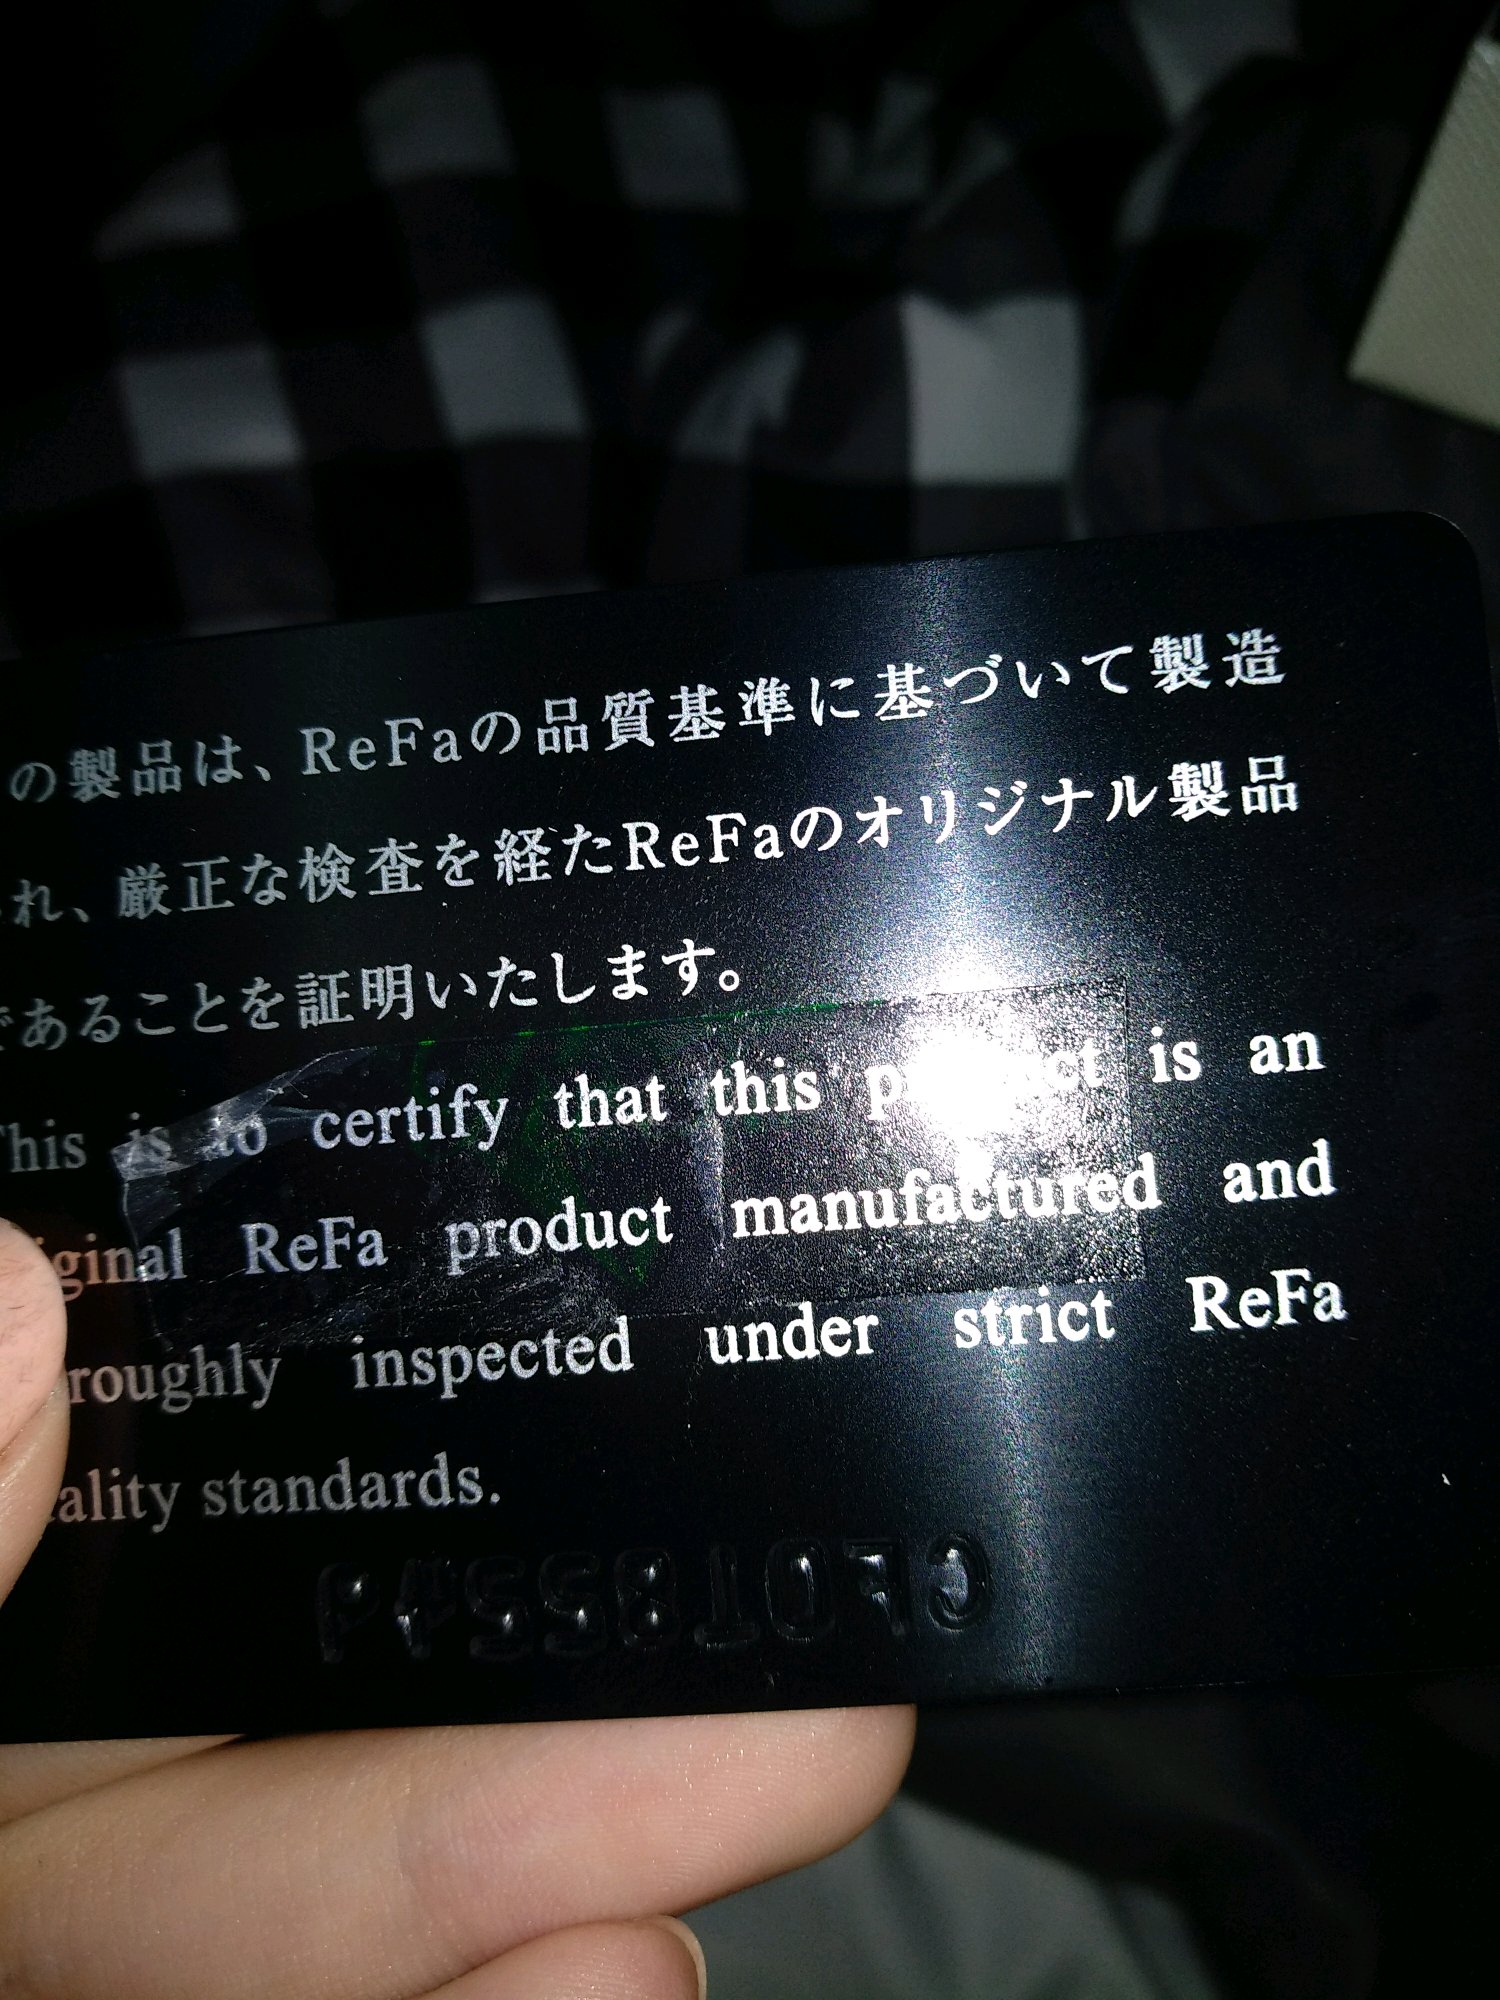 の製品は、ReFaの品質基準に基づいて製造
れ、厳正な検査を経たReFaのオリジナル製品
であることを証明いたします。
This is to certify that this product is an
iginal ReFa product manufactured and
roughly inspected under strict ReFa
ality standards.